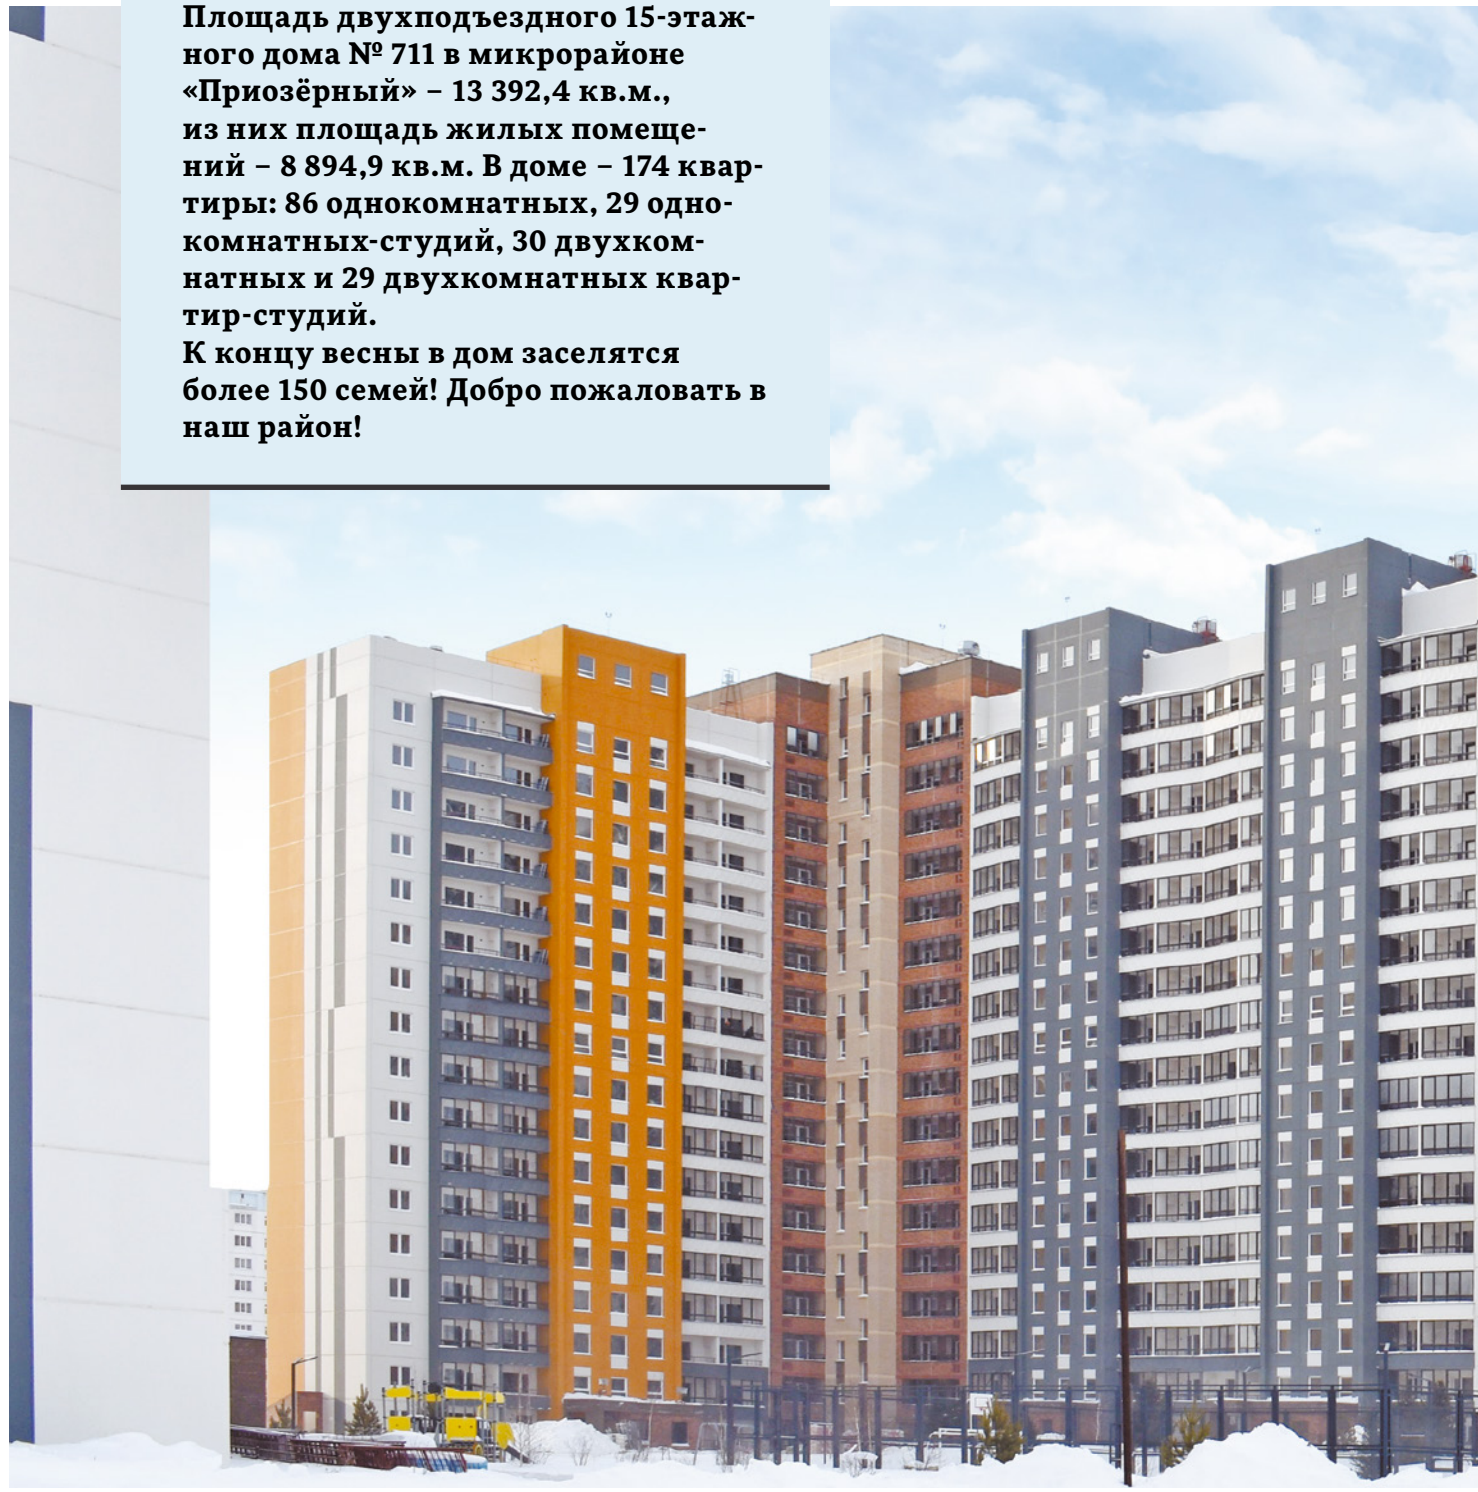 Площадь двухподъездного 15-этаж-
ного дома № 711 в микрорайоне
«Приозёрный» – 13 392,4 кв.м.,
из них площадь жилых помеще-
ний – 8 894,9 кв.м. В доме – 174 квар-
тиры: 86 однокомнатных, 29 одно-
комнатных-студий, 30 двухком-
натных и 29 двухкомнатных квар-
тир-студий.
К концу весны в дом заселятся
более 150 семей! Добро пожаловать в
наш район!